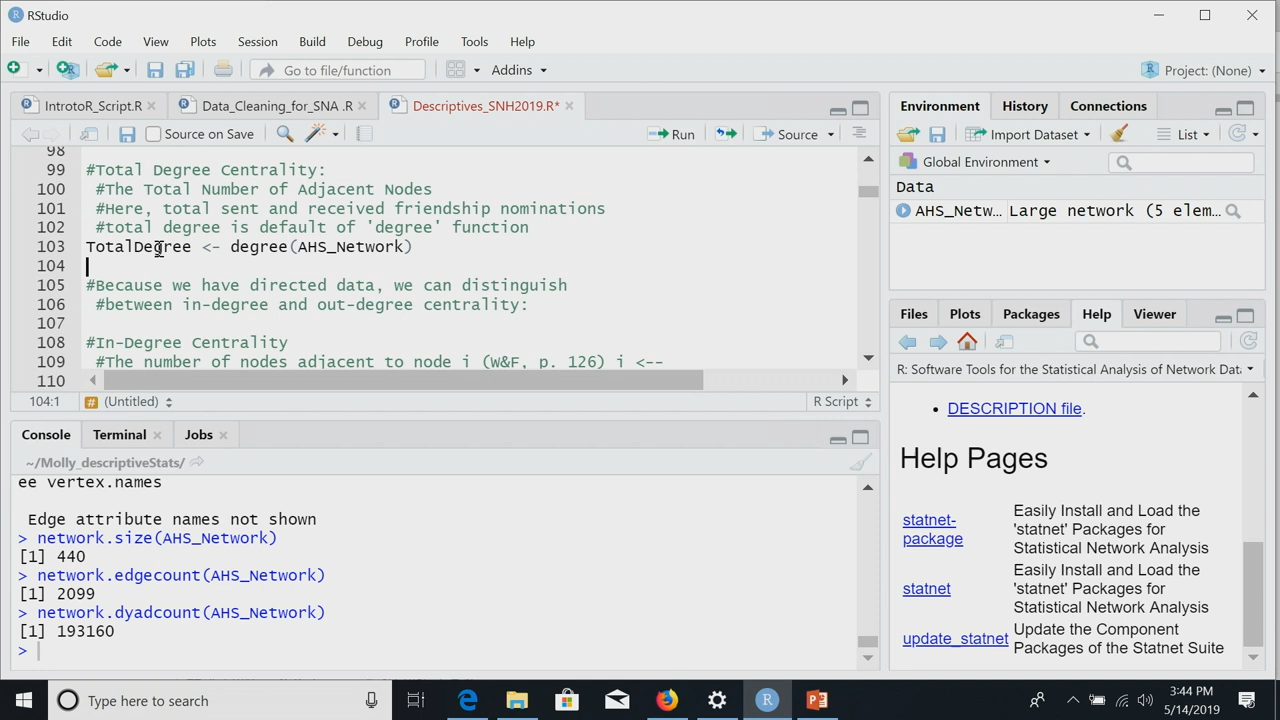 RStudio
File Edit Code View Plots Session Build Debug Profile Tools Help
Go to file/function Addins Project: (None)
IntrotoR_Script.R Data_Cleaning_for_SNA .R Descriptives_SNH2019.R*
Source on Save Run Source
98
99 #Total Degree Centrality:
100 #The Total Number of Adjacent Nodes
101 #Here, total sent and received friendship nominations
102 #total degree is default of 'degree' function
103 TotalDegree <- degree(AHS_Network)
104
105 #Because we have directed data, we can distinguish
106 #between in-degree and out-degree centrality:
107
108 #In-Degree Centrality
109 #The number of nodes adjacent to node i (W&F, p. 126) i <--
110
104:1 # (Untitled) R Script
Console Terminal Jobs
~/Molly_descriptiveStats/
ee vertex.names
Edge attribute names not shown
> network.size(AHS_Network)
[1] 440
> network.edgecount(AHS_Network)
[1] 2099
> network.dyadcount(AHS_Network)
[1] 193160
>
Environment History Connections
Import Dataset List
Global Environment
Data
AHS_Netw... Large network (5 elem...
Files Plots Packages Help Viewer
R: Software Tools for the Statistical Analysis of Network Dat
• DESCRIPTION file.
Help Pages
statnet-package Easily Install and Load the 'statnet' Packages for Statistical Network Analysis
statnet Easily Install and Load the 'statnet' Packages for Statistical Network Analysis
update_statnet Update the Component Packages of the Statnet Suite
Type here to search
3:44 PM
5/14/2019